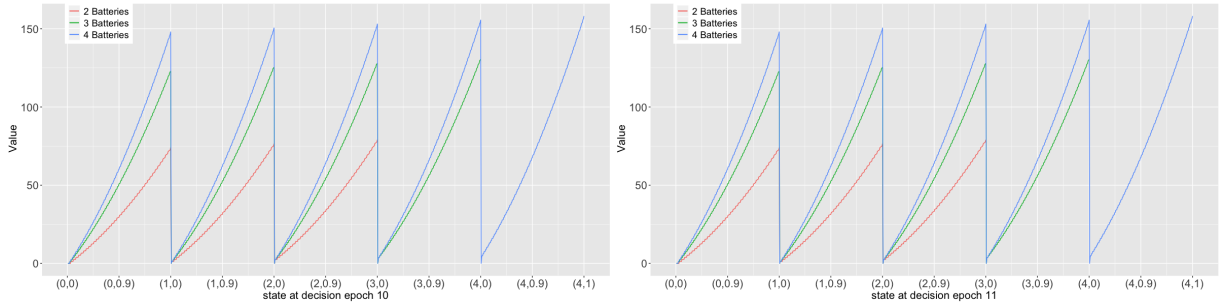 2 Batteries
3 Batteries
4 Batteries
Value
150
100
50
0
(0,0) (0,0.9) (1,0) (1,0.9) (2,0) (2,0.9) (3,0) (3,0.9) (4,0) (4,0.9) (4,1)
state at decision epoch 10
2 Batteries
3 Batteries
4 Batteries
Value
150
100
50
0
(0,0) (0,0.9) (1,0) (1,0.9) (2,0) (2,0.9) (3,0) (3,0.9) (4,0) (4,0.9) (4,1)
state at decision epoch 11